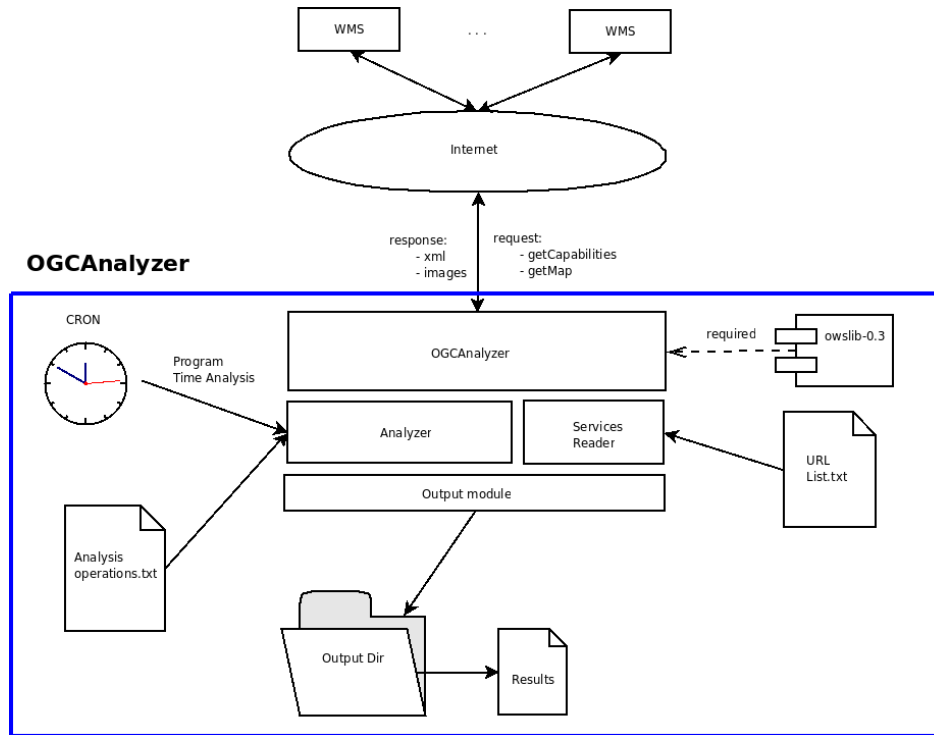 WMS
. . .
WMS
Internet
response:
- xml
- images
request:
- getCapabilities
- getMap
OGCAnalyzer
CRON
Program
Time Analysis
OGCAnalyzer
required
owslib-0.3
Analyzer
Services
Reader
URL
List.txt
Output module
Analysis
operations.txt
Output Dir
Results